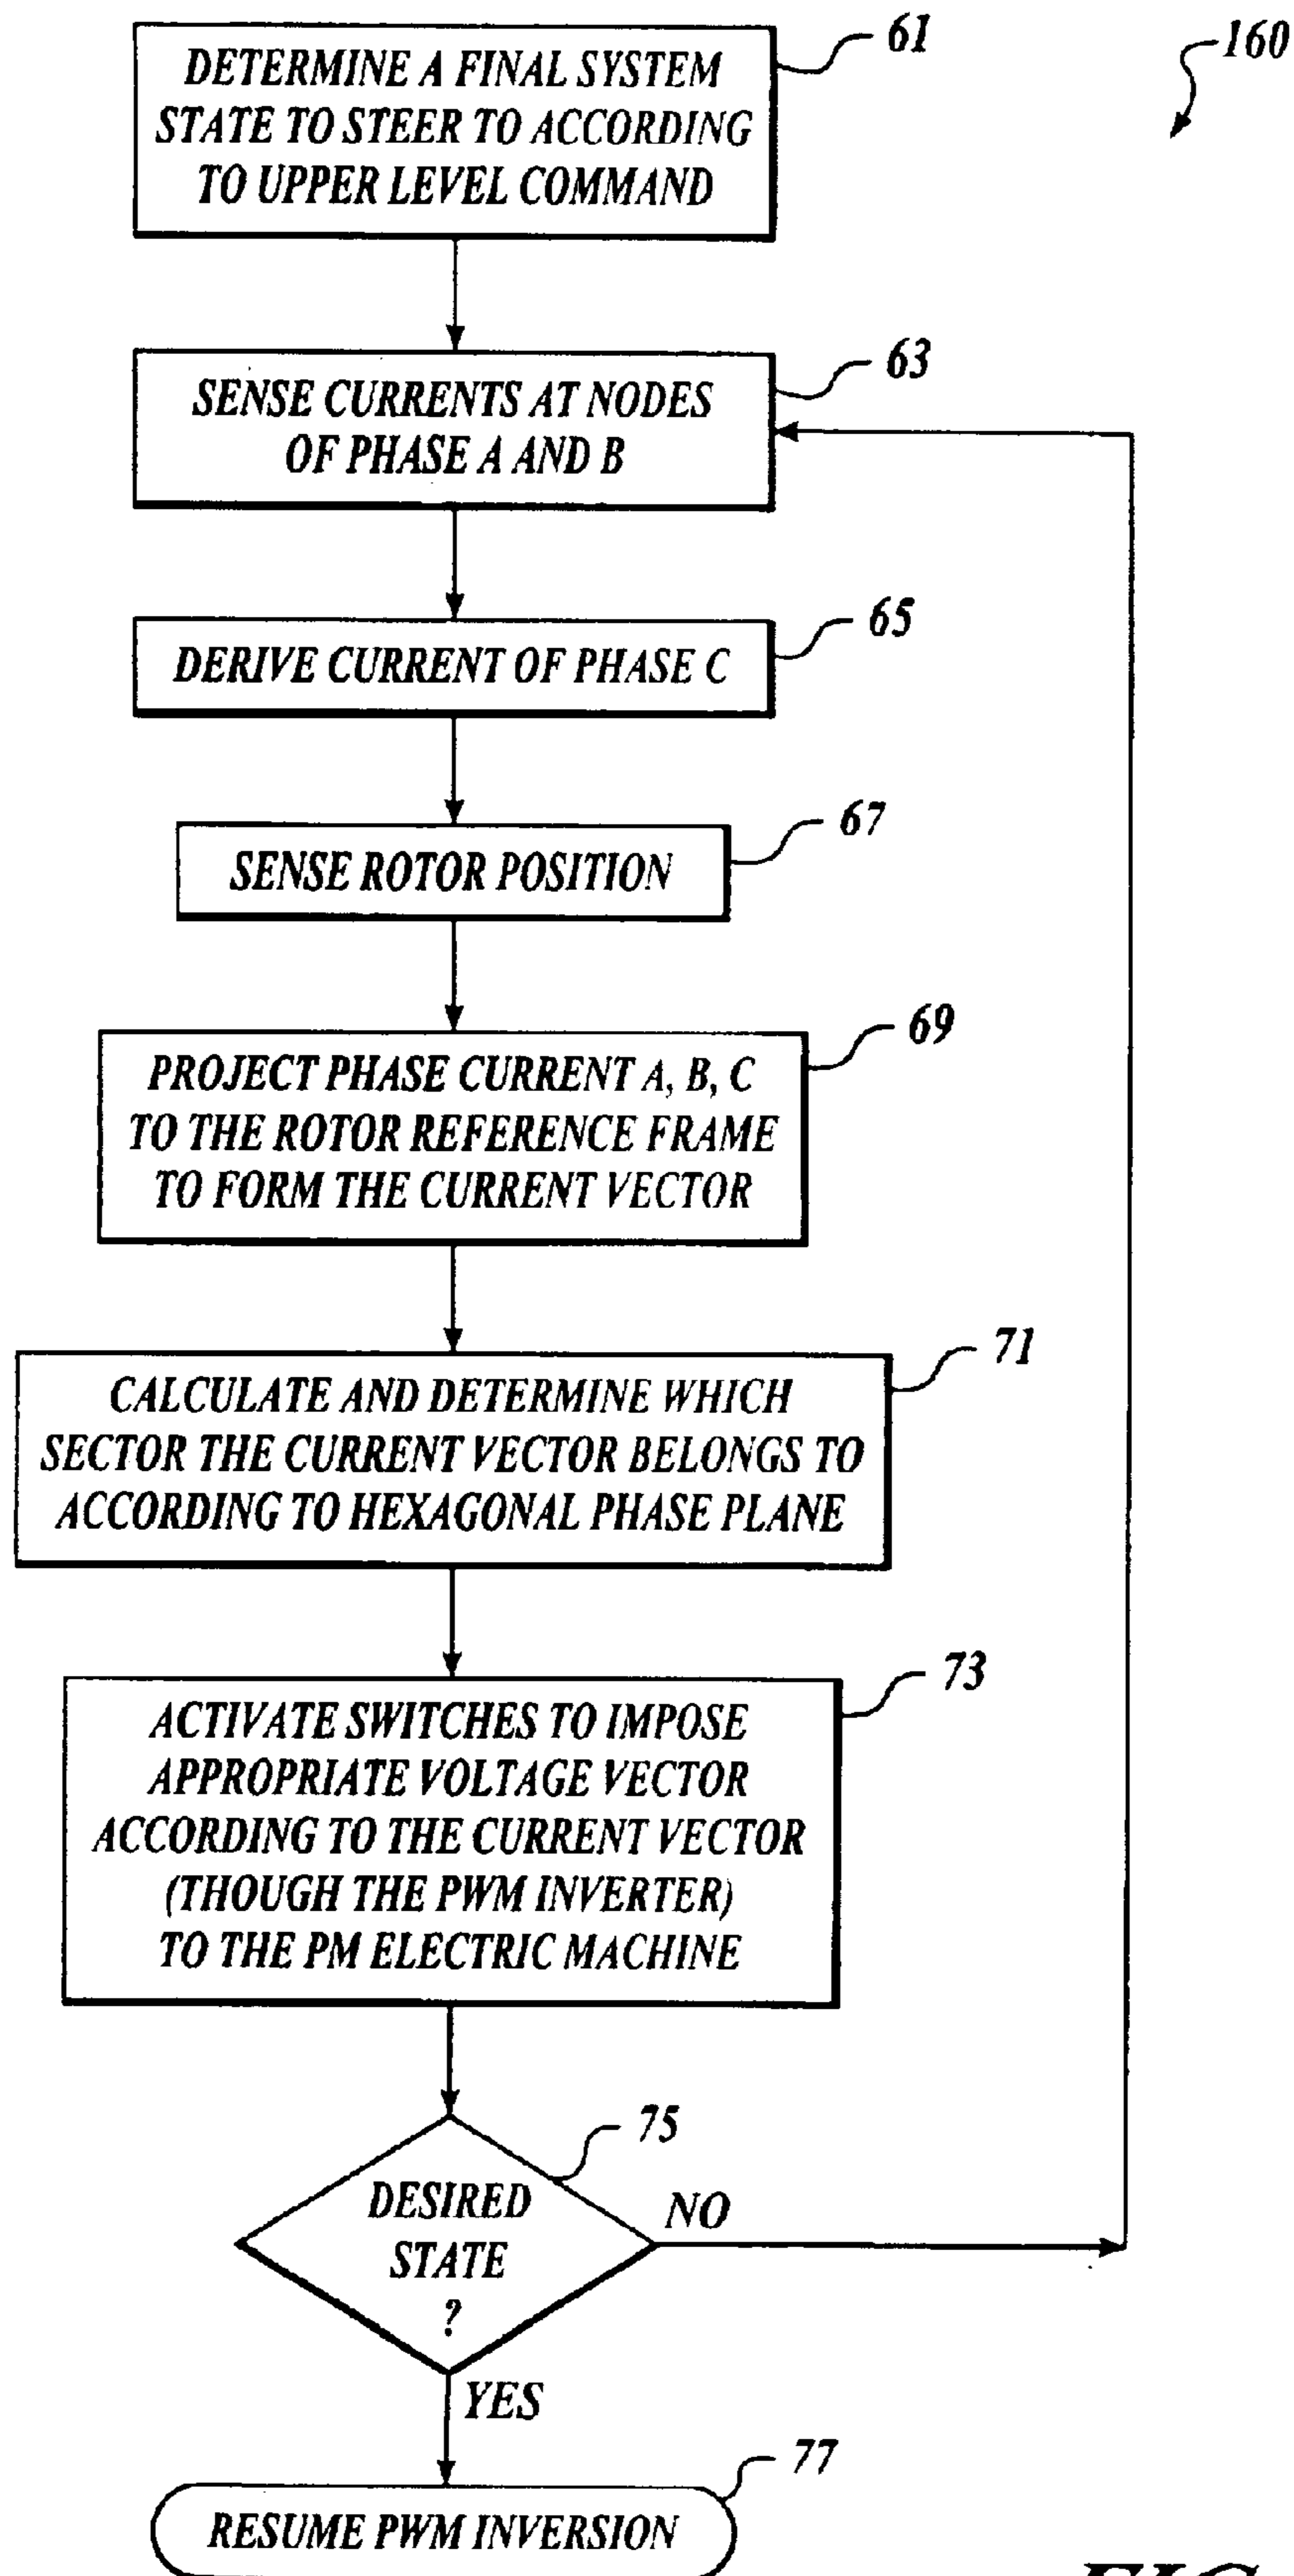 160
61
DETERMINE A FINAL SYSTEM
STATE TO STEER TO ACCORDING
TO UPPER LEVEL COMMAND
63
SENSE CURRENTS AT NODES
OF PHASE A AND B
65
DERIVE CURRENT OF PHASE C
67
SENSE ROTOR POSITION
69
PROJECT PHASE CURRENT A, B, C
TO THE ROTOR REFERENCE FRAME
TO FORM THE CURRENT VECTOR
71
CALCULATE AND DETERMINE WHICH
SECTOR THE CURRENT VECTOR BELONGS TO
ACCORDING TO HEXAGONAL PHASE PLANE
73
ACTIVATE SWITCHES TO IMPOSE
APPROPRIATE VOLTAGE VECTOR
ACCORDING TO THE CURRENT VECTOR
(THOUGH THE PWM INVERTER)
TO THE PM ELECTRIC MACHINE
75
DESIRED
STATE
?
NO
YES
77
RESUME PWM INVERSION